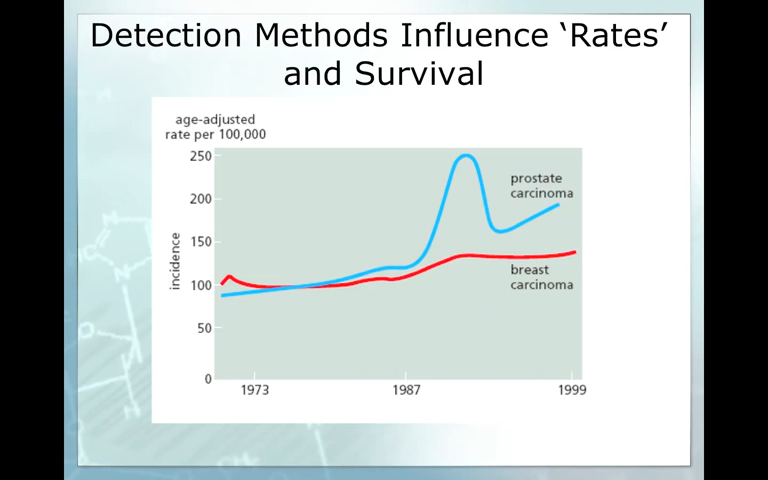 Detection Methods Influence ‘Rates’
and Survival
age-adjusted
rate per 100,000
250
200
150
100
50
0
incidence
prostate
carcinoma
breast
carcinoma
1973
1987
1999